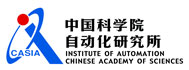 中国科学院
自动化研究所
INSTITUTE OF AUTOMATION
CHINESE ACADEMY OF SCIENCES
CASIA